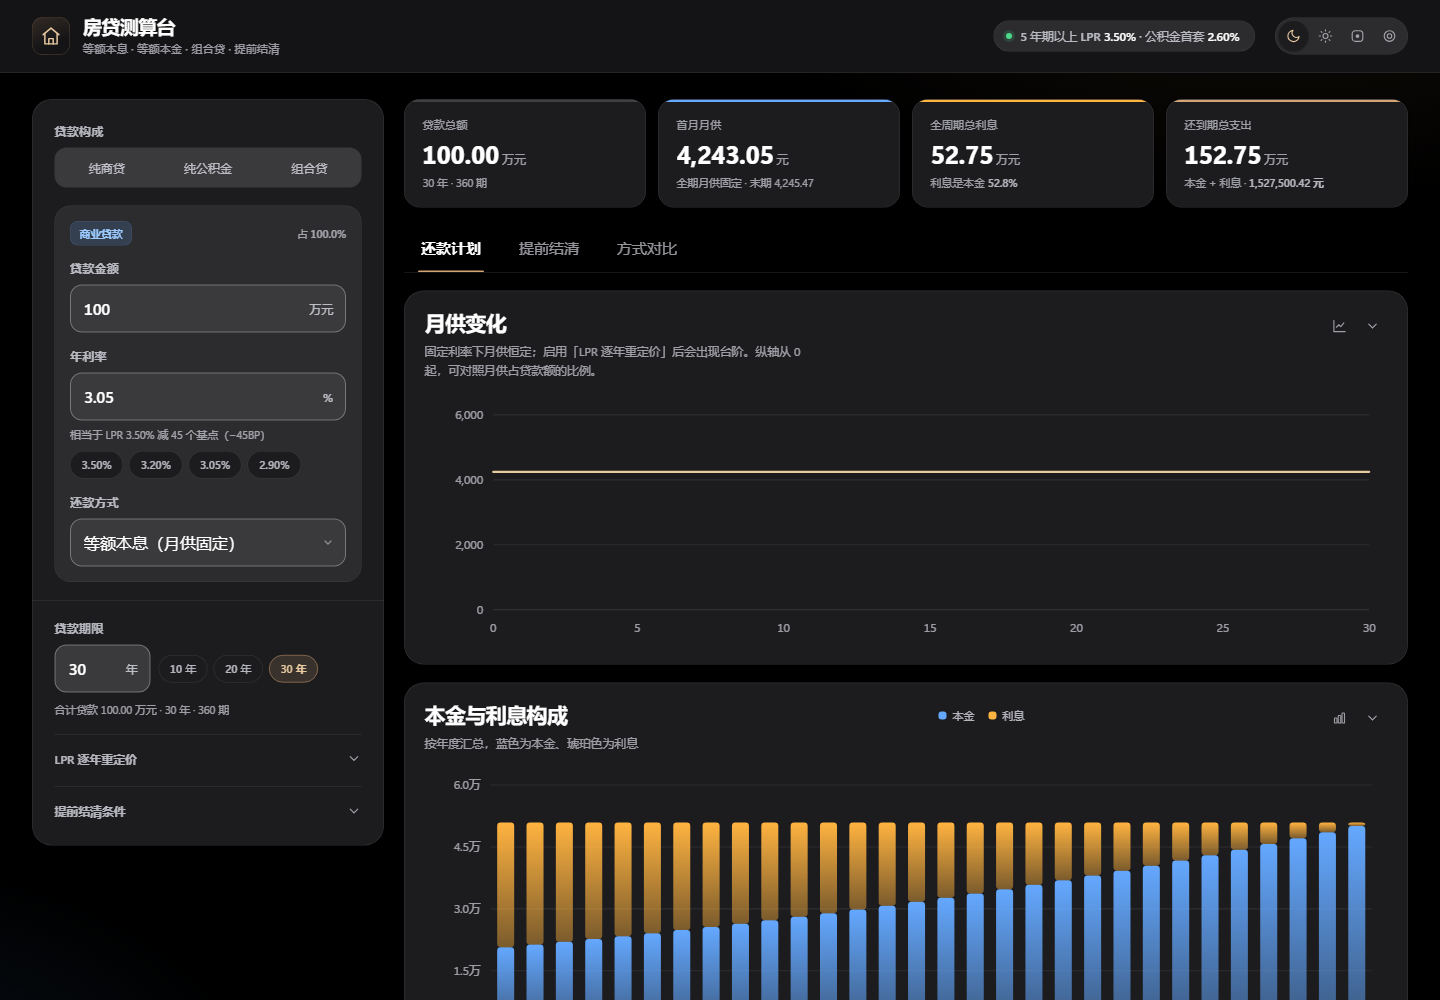 房贷测算台
等额本息 · 等额本金 · 组合贷 · 提前结清
5 年期以上 LPR 3.50% · 公积金首套 2.60%
贷款构成
纯商贷 纯公积金 组合贷
商业贷款 占 100.0%
贷款金额
100 万元
年利率
3.05 %
相当于 LPR 3.50% 减 45 个基点（−45BP）
3.50% 3.20% 3.05% 2.90%
还款方式
等额本息（月供固定）
贷款期限
30 年 10 年 20 年 30 年
合计贷款 100.00 万元 · 30 年 · 360 期
LPR 逐年重定价
提前结清条件
贷款总额
100.00 万元
30 年 · 360 期
首月月供
4,243.05 元
全期月供固定 · 末期 4,245.47
全周期总利息
52.75 万元
利息是本金 52.8%
还到期总支出
152.75 万元
本金 + 利息 · 1,527,500.42 元
还款计划 提前结清 方式对比
月供变化
固定利率下月供恒定；启用「LPR 逐年重定价」后会出现台阶。纵轴从 0
起，可对照月供占贷款额的比例。
6,000
4,000
2,000
0
0 5 10 15 20 25 30
本金与利息构成
本金 利息
按年度汇总，蓝色为本金、琥珀色为利息
6.0万
4.5万
3.0万
1.5万